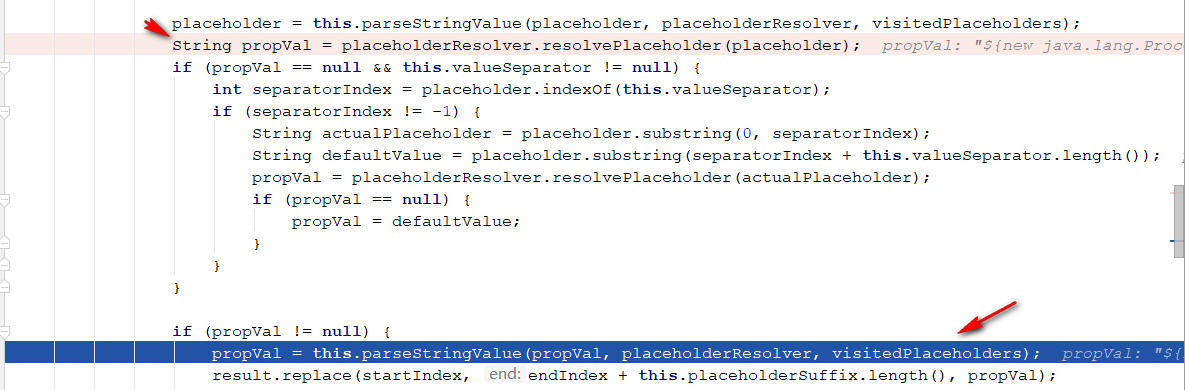 placeholder = this.parseStringValue(placeholder, placeholderResolver, visitedPlaceholders);
String propVal = placeholderResolver.resolvePlaceholder(placeholder); propVal: "${new java.lang.Proc
if (propVal == null && this.valueSeparator != null) {
int separatorIndex = placeholder.indexOf(this.valueSeparator);
if (separatorIndex != -1) {
String actualPlaceholder = placeholder.substring(0, separatorIndex);
String defaultValue = placeholder.substring(separatorIndex + this.valueSeparator.length());
propVal = placeholderResolver.resolvePlaceholder(actualPlaceholder);
if (propVal == null) {
propVal = defaultValue;
}
}
}
if (propVal != null) {
propVal = this.parseStringValue(propVal, placeholderResolver, visitedPlaceholders); propVal: "${
result.replace(startIndex, end: endIndex + this.placeholderSuffix.length(), propVal);